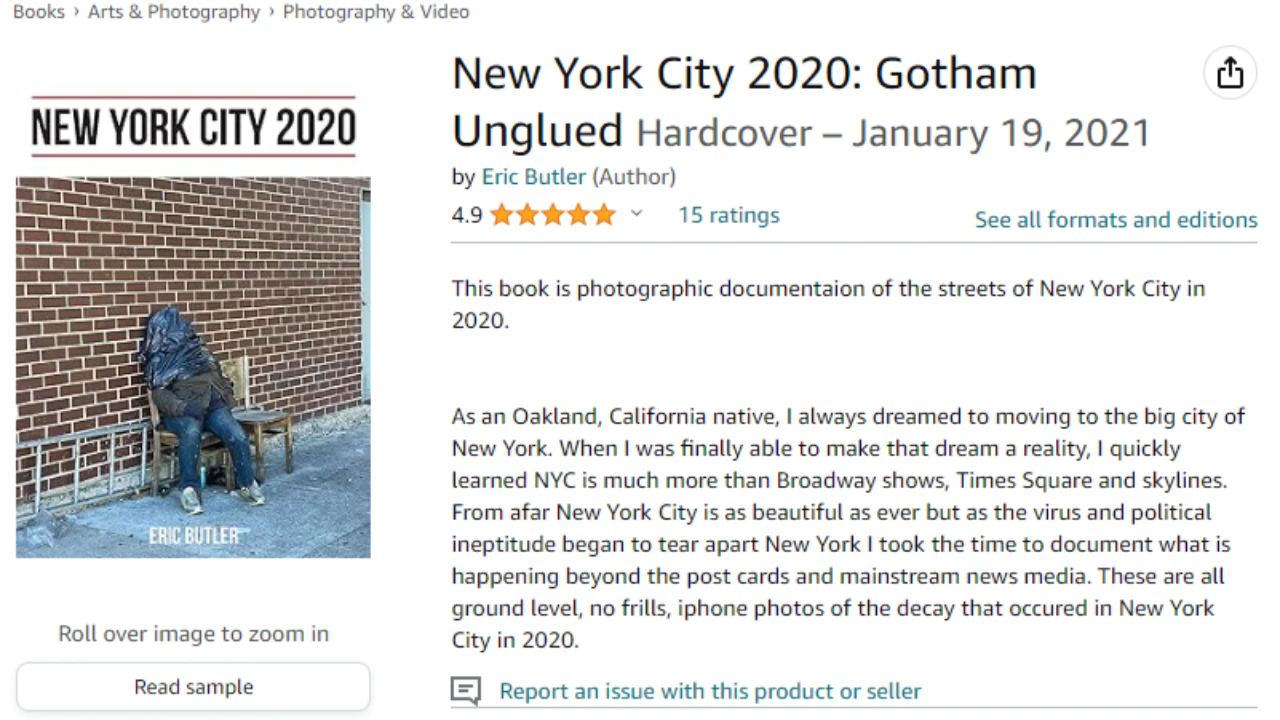 Books › Arts & Photography › Photography & Video
NEW YORK CITY 2020
ERIC BUTLER
Roll over image to zoom in
Read sample
New York City 2020: Gotham
Unglued Hardcover – January 19, 2021
by Eric Butler (Author)
4.9 15 ratings
See all formats and editions
This book is photographic documentaion of the streets of New York City in
2020.
As an Oakland, California native, I always dreamed to moving to the big city of
New York. When I was finally able to make that dream a reality, I quickly
learned NYC is much more than Broadway shows, Times Square and skylines.
From afar New York City is as beautiful as ever but as the virus and political
ineptitude began to tear apart New York I took the time to document what is
happening beyond the post cards and mainstream news media. These are all
ground level, no frills, iphone photos of the decay that occured in New York
City in 2020.
Report an issue with this product or seller